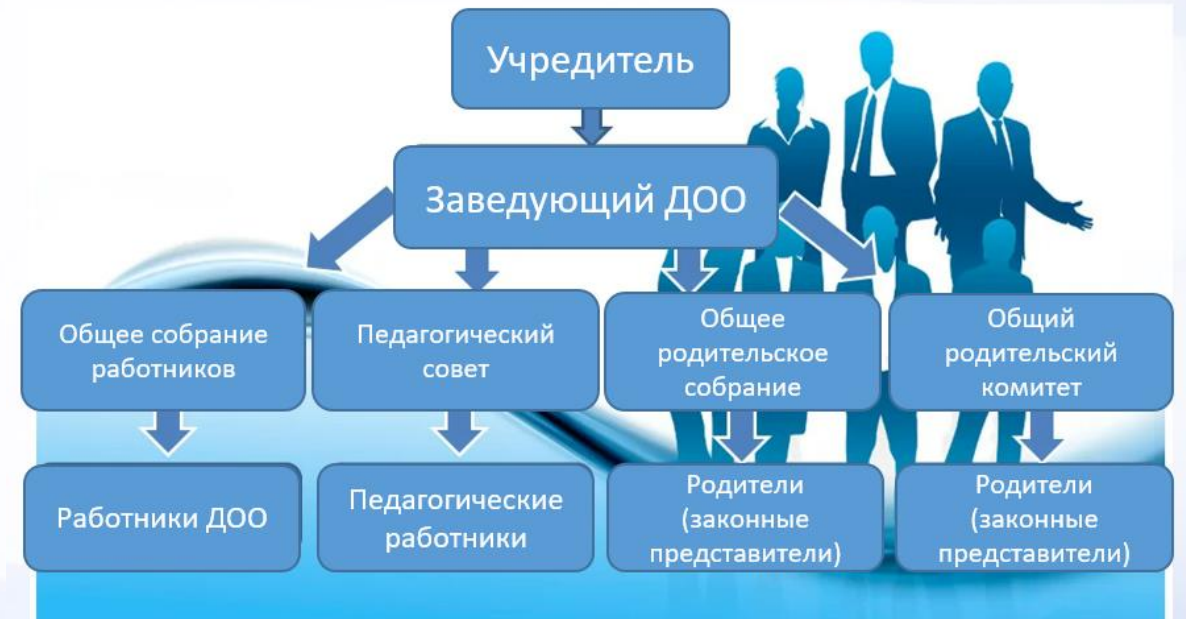 Учредитель
Заведующий ДОО
Общее собрание
работников
Педагогический
совет
Общее
родительское
собрание
Общий
родительский
комитет
Работники ДОО
Педагогические
работники
Родители
(законные
представители)
Родители
(законные
представители)